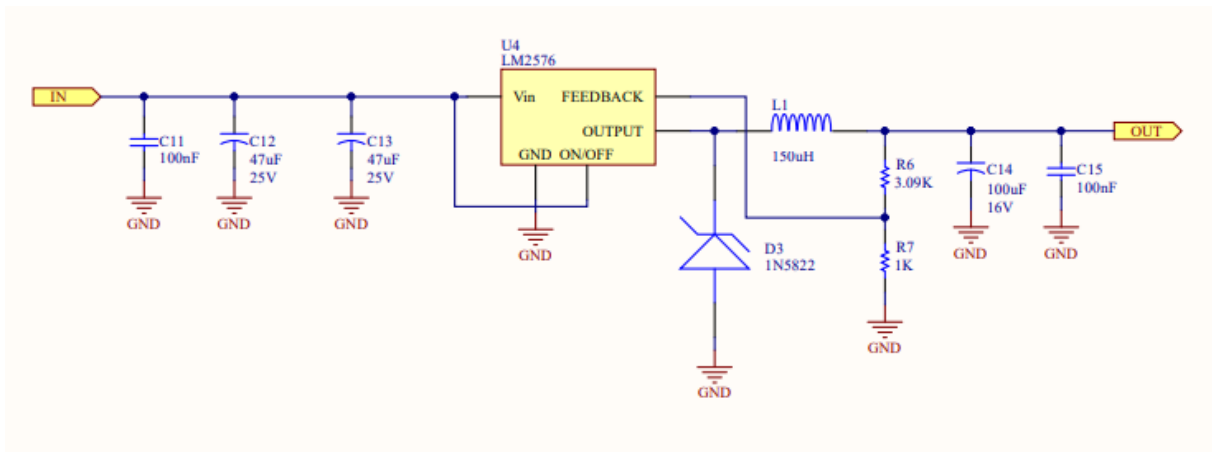 U4
LM2576
IN
Vin FEEDBACK
OUTPUT
GND ON/OFF
C11
100nF
C12
47uF
25V
C13
47uF
25V
L1
150uH
OUT
R6
3.09K
C14
100uF
16V
C15
100nF
R7
1K
D3
1N5822
GND
GND
GND
GND
GND
GND
GND
GND